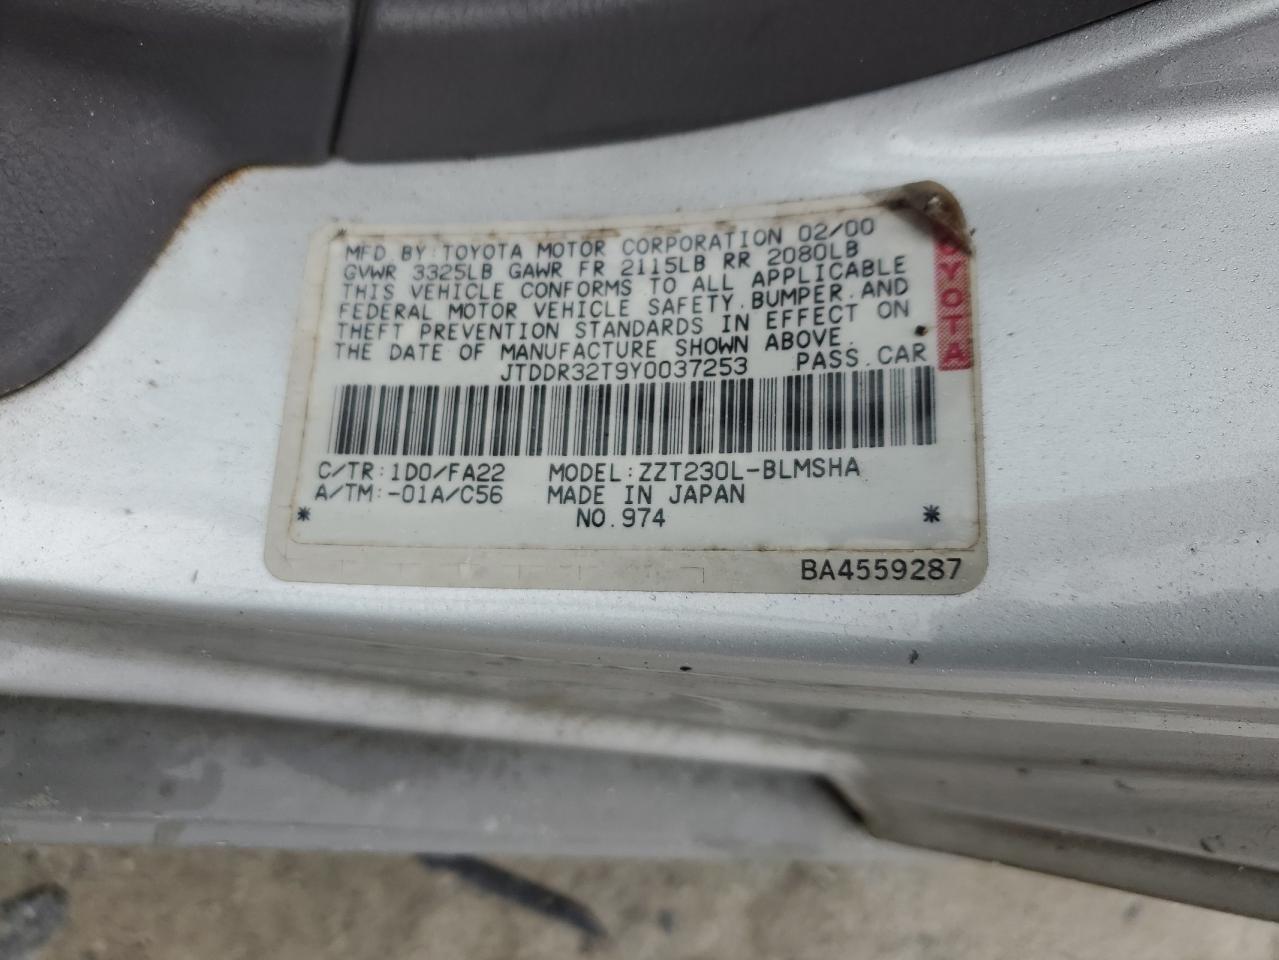 MFD BY: TOYOTA MOTOR CORPORATION 02/00
GVWR 3325LB GAWR FR 2115LB RR 2080LB
THIS VEHICLE CONFORMS TO ALL APPLICABLE
FEDERAL MOTOR VEHICLE SAFETY, BUMPER, AND
THEFT PREVENTION STANDARDS IN EFFECT ON
THE DATE OF MANUFACTURE SHOWN ABOVE.
JTDDR32T9Y0037253 PASS. CAR
C/TR: 1D0/FA22 MODEL: ZZT230L-BLMSHA
A/TM: -01A/C56 MADE IN JAPAN
* NO. 974 *
BA4559287
OYOTA